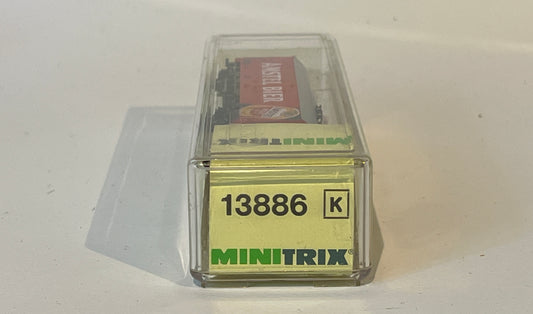 AMSTEL BIER
MINITRIX
13886 K
MINITRIX®